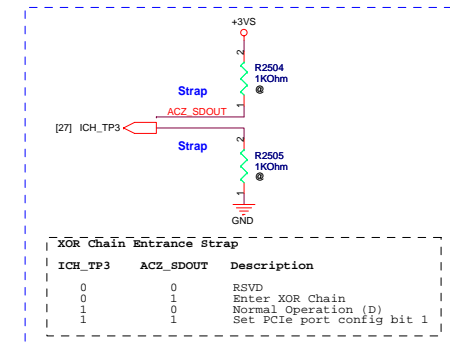 +3VS
2
R2504
1KOhm
@
Strap
1
ACZ_SDOUT
[27] ICH_TP3
Strap
2
R2505
1KOhm
@
1
GND
XOR Chain Entrance Strap
ICH_TP3 ACZ_SDOUT Description
0 0 RSVD
0 1 Enter XOR Chain
1 0 Normal Operation (D)
1 1 Set PCIe port config bit 1